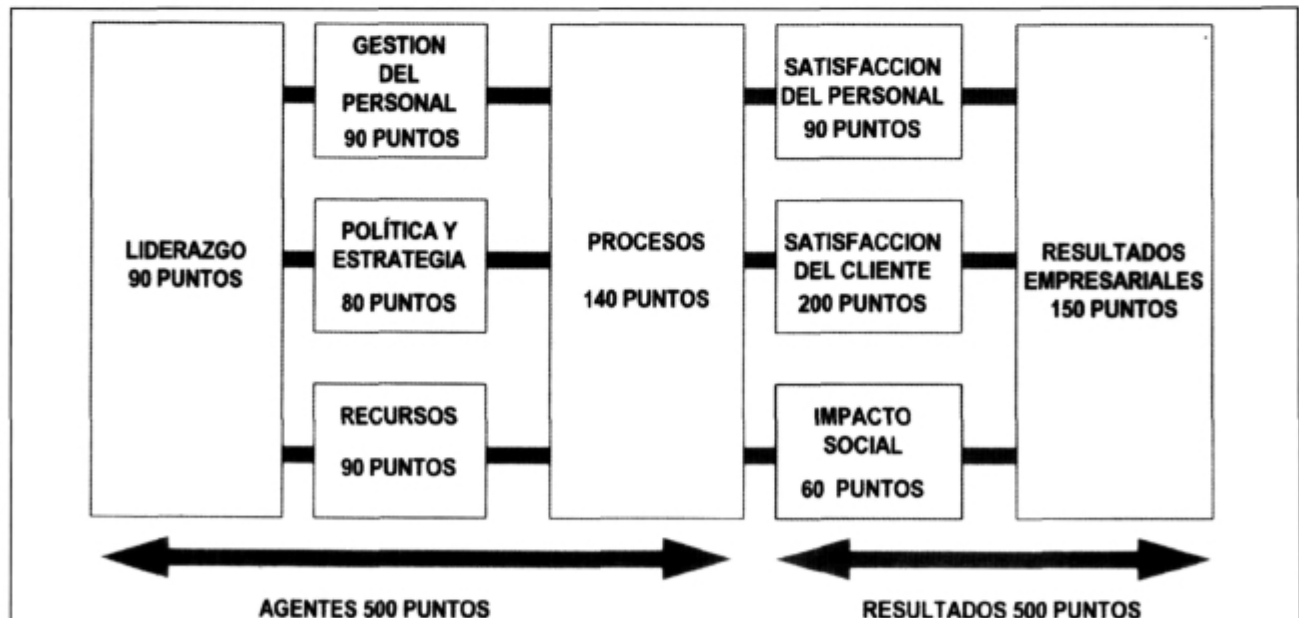 LIDERAZGO
90 PUNTOS
GESTION
DEL
PERSONAL
90 PUNTOS
POLÍTICA Y
ESTRATEGIA
80 PUNTOS
RECURSOS
90 PUNTOS
PROCESOS
140 PUNTOS
SATISFACCION
DEL PERSONAL
90 PUNTOS
SATISFACCION
DEL CLIENTE
200 PUNTOS
IMPACTO
SOCIAL
60 PUNTOS
RESULTADOS
EMPRESARIALES
150 PUNTOS
AGENTES 500 PUNTOS
RESULTADOS 500 PUNTOS